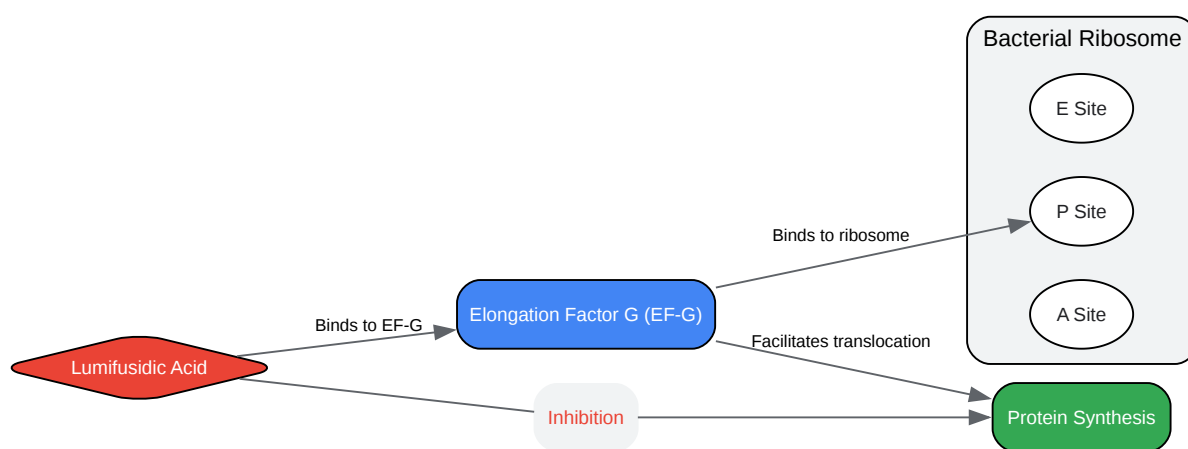 Bacterial Ribosome
E Site
P Site
Binds to ribosome
A Site
Elongation Factor G (EF-G)
Binds to EF-G
Facilitates translocation
Lumifusidic Acid
Inhibition
Protein Synthesis